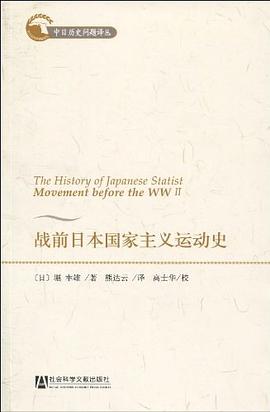 中日历史问题译丛
The History of Japanese Statist
Movement before the WW II
战前日本国家主义运动史
〔日〕堀 幸雄/著 熊达云/译 高士华/校
社会科学文献出版社